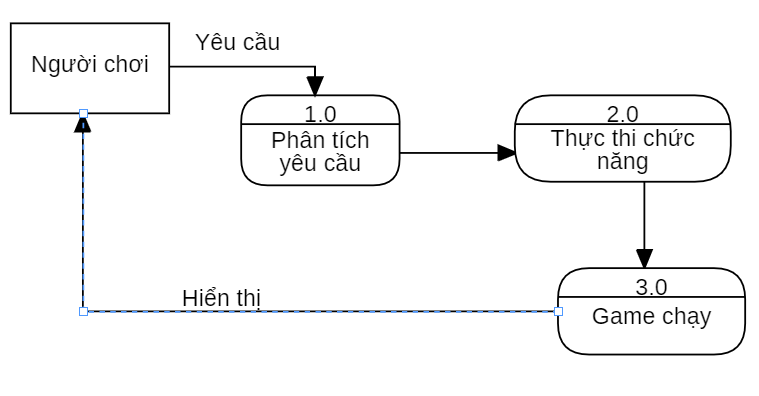 Người chơi
Yêu cầu
1.0
Phân tích
yêu cầu
2.0
Thực thi chức
năng
3.0
Game chạy
Hiển thị